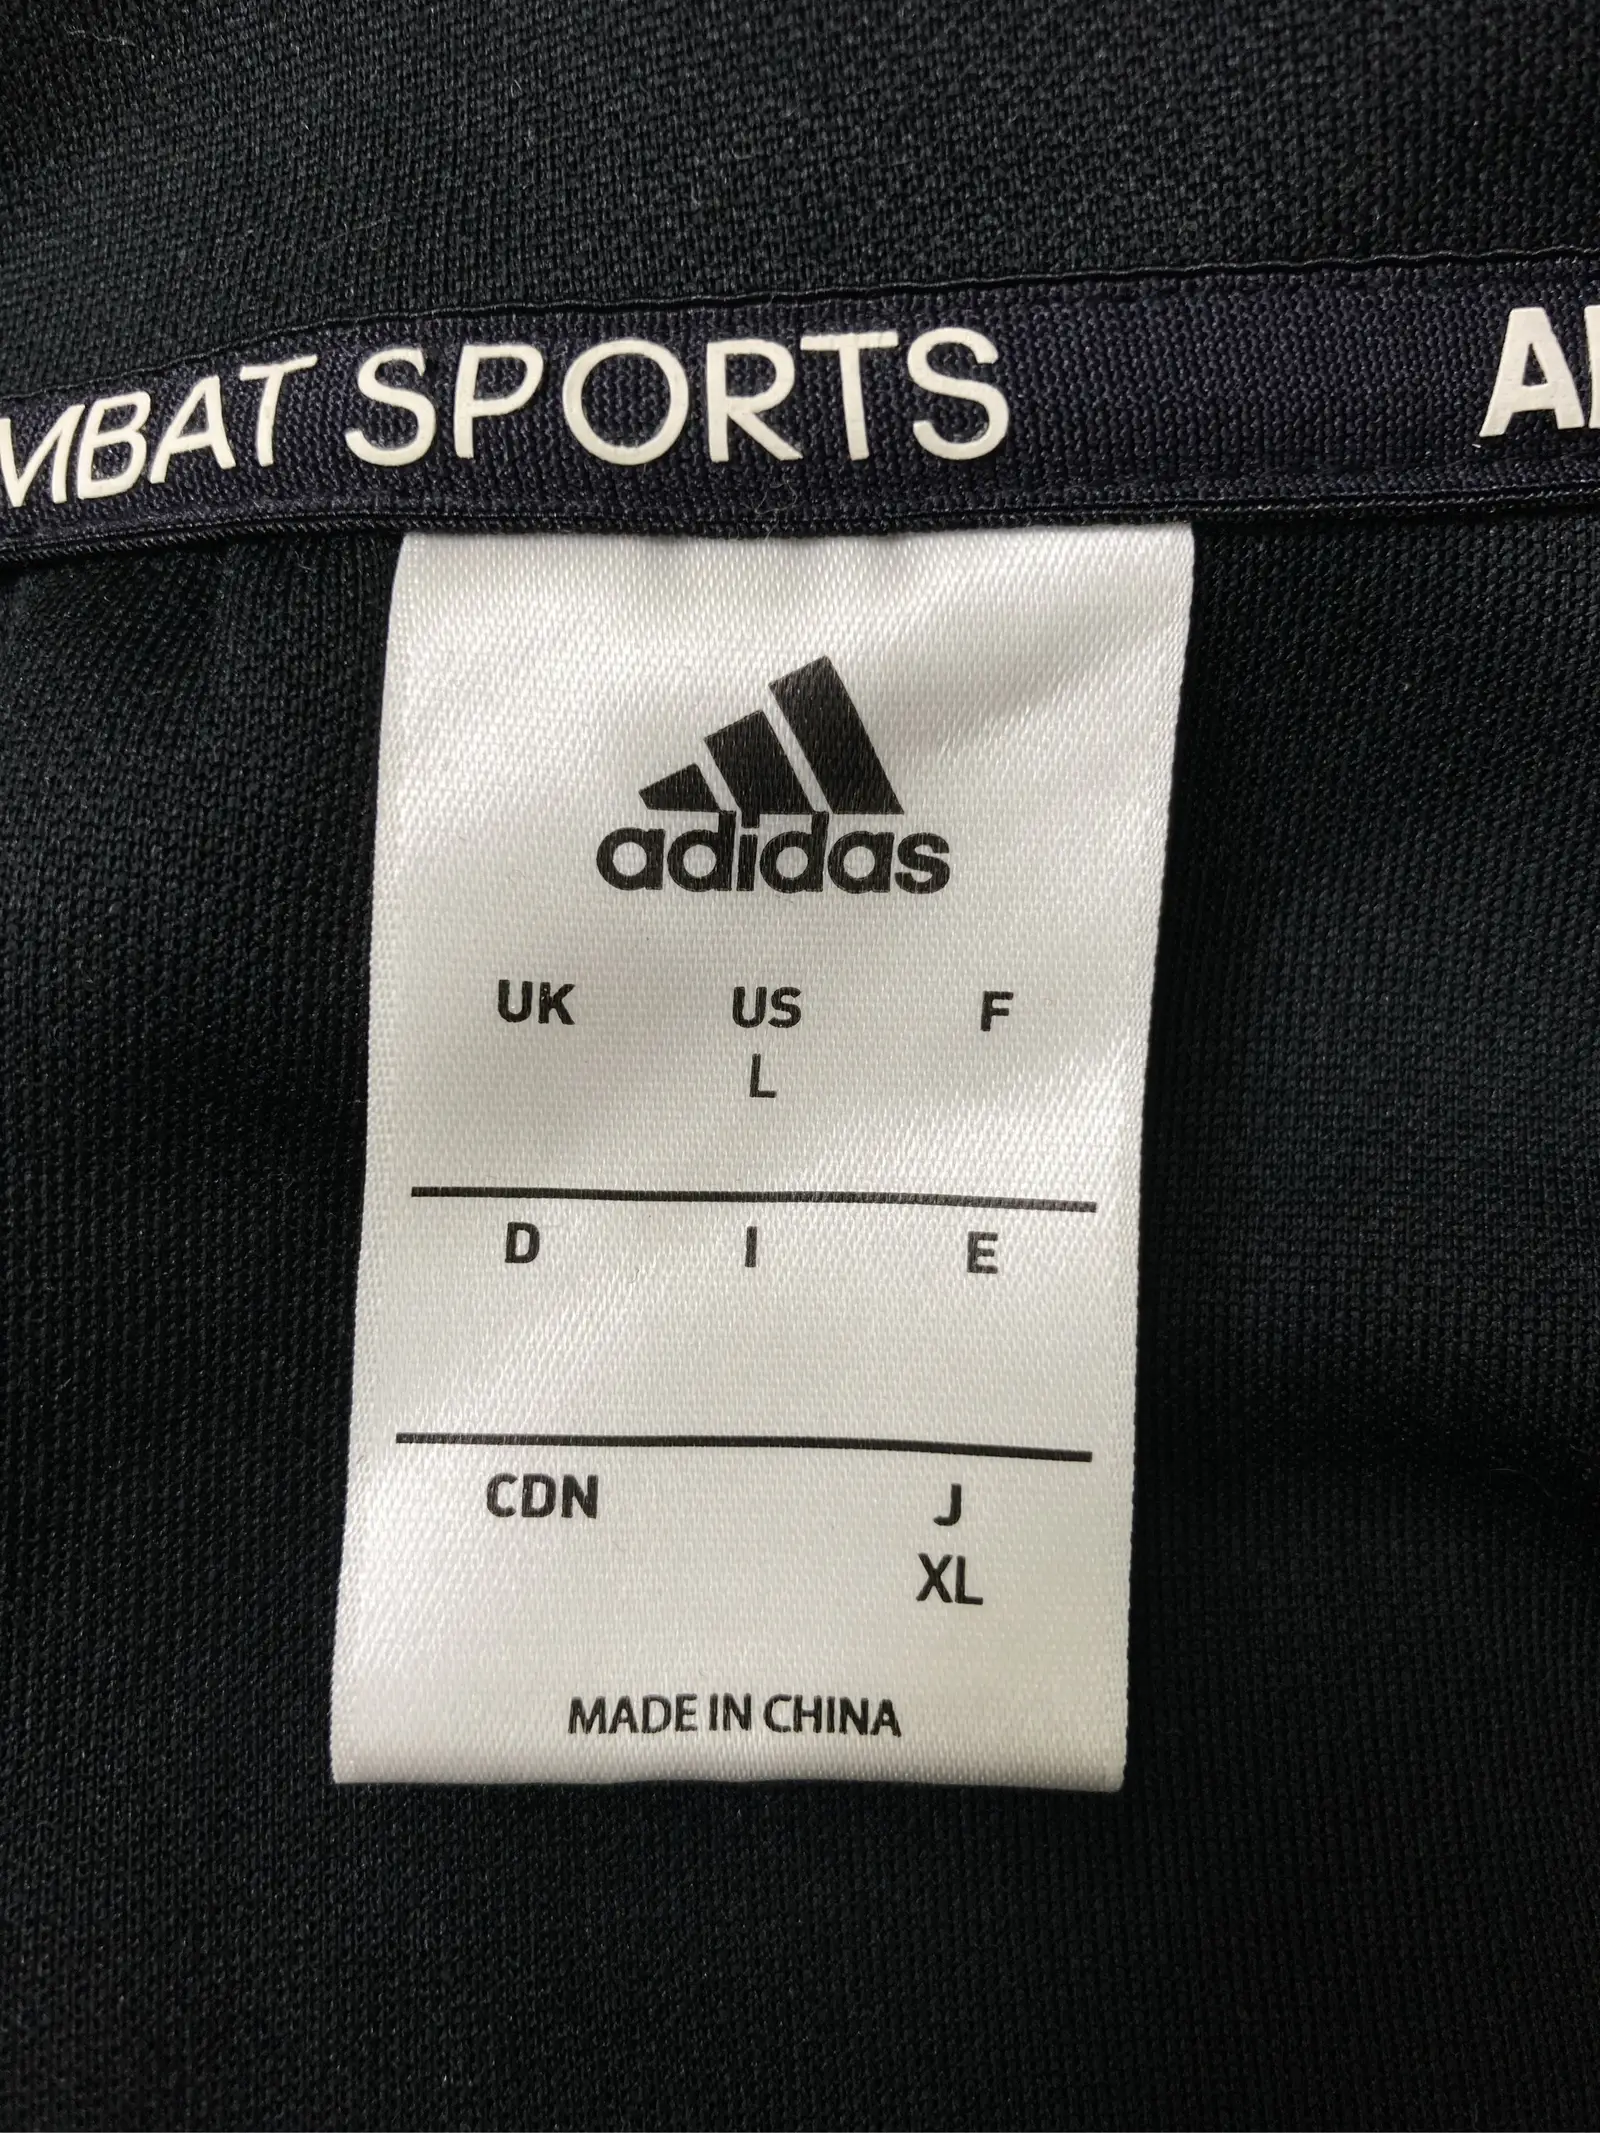 MBAT SPORTS
adidas
UK US F
L
D I E
CDN J
XL
MADE IN CHINA